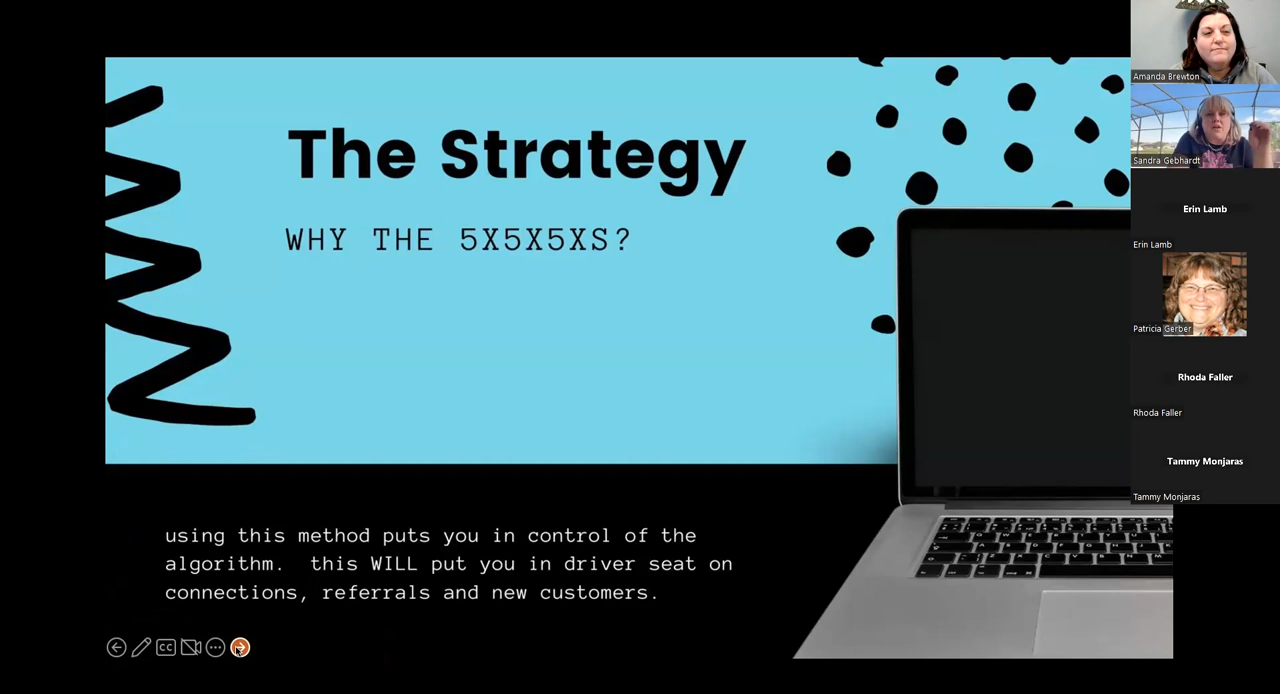 The Strategy
WHY THE 5X5X5XS?
using this method puts you in control of the
algorithm.  this WILL put you in driver seat on
connections, referrals and new customers.
CC
Amanda Brewton
Sandra Gebhardt
Erin Lamb
Erin Lamb
Patricia Gerber
Rhoda Faller
Rhoda Faller
Tammy Monjaras
Tammy Monjaras